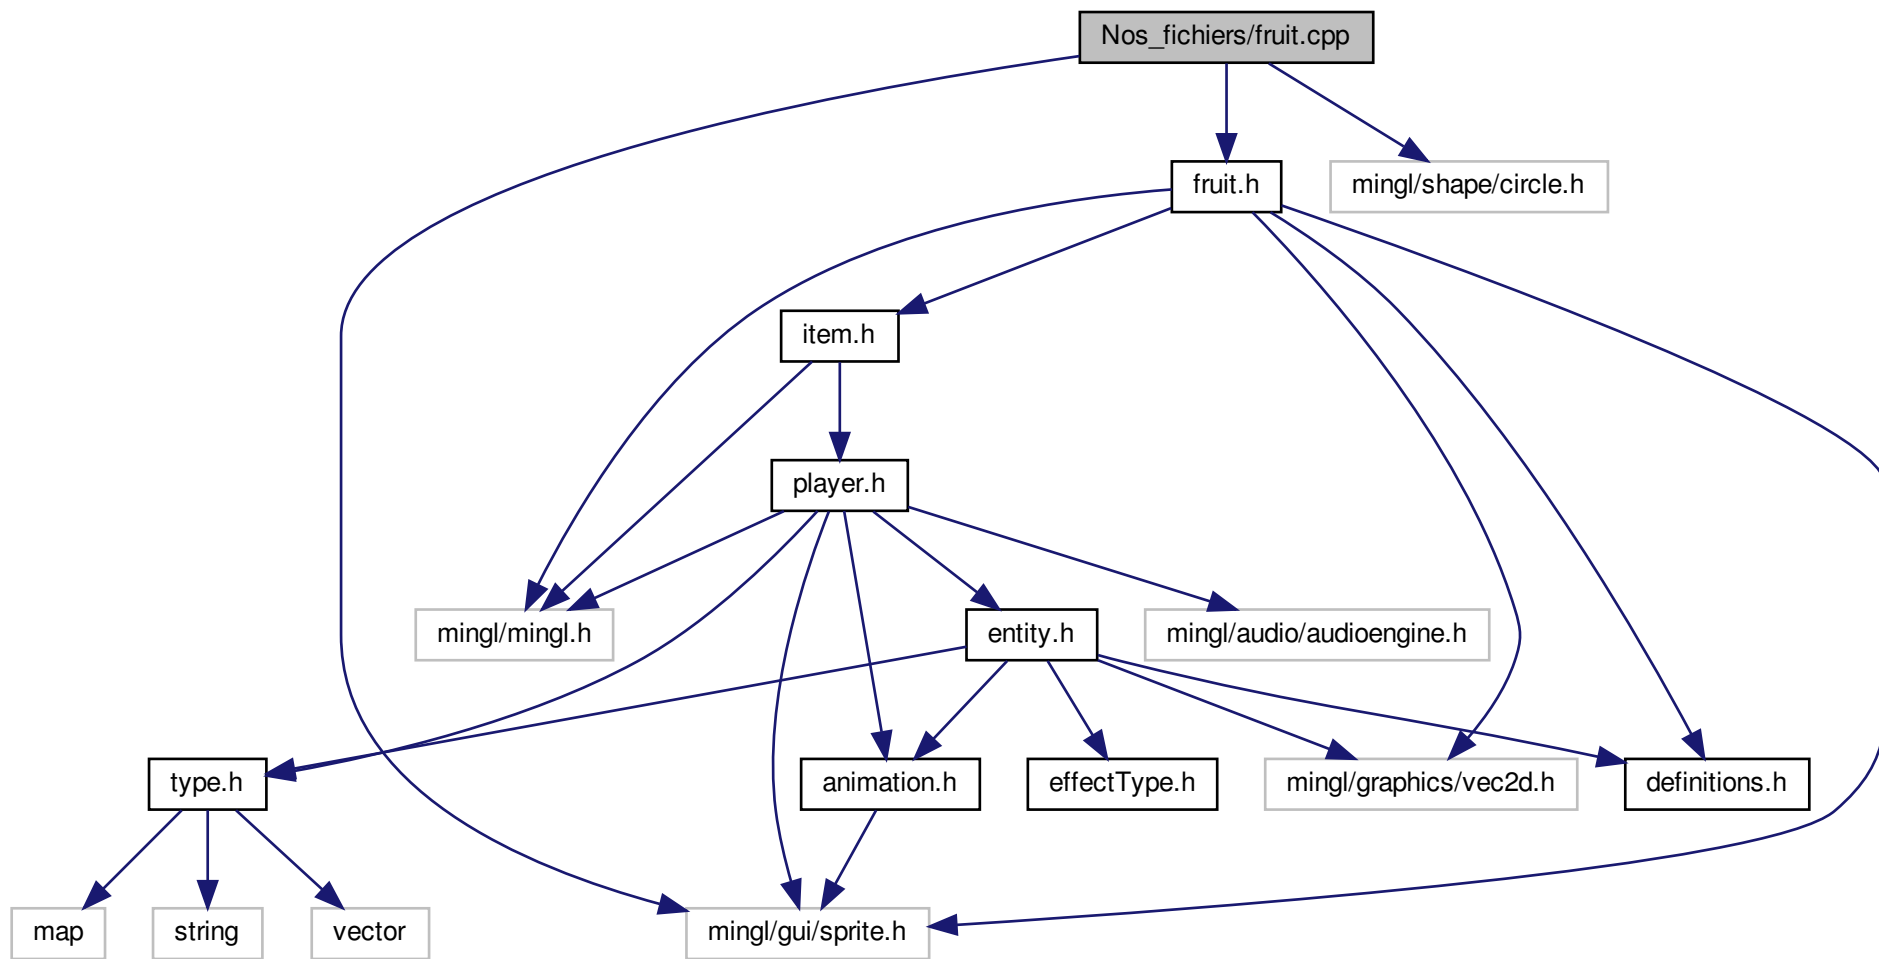 Nos_fichiers/fruit.cpp
fruit.h
mingl/shape/circle.h
item.h
player.h
mingl/mingl.h
entity.h
mingl/audio/audioengine.h
type.h
animation.h
effectType.h
mingl/graphics/vec2d.h
definitions.h
map
string
vector
mingl/gui/sprite.h